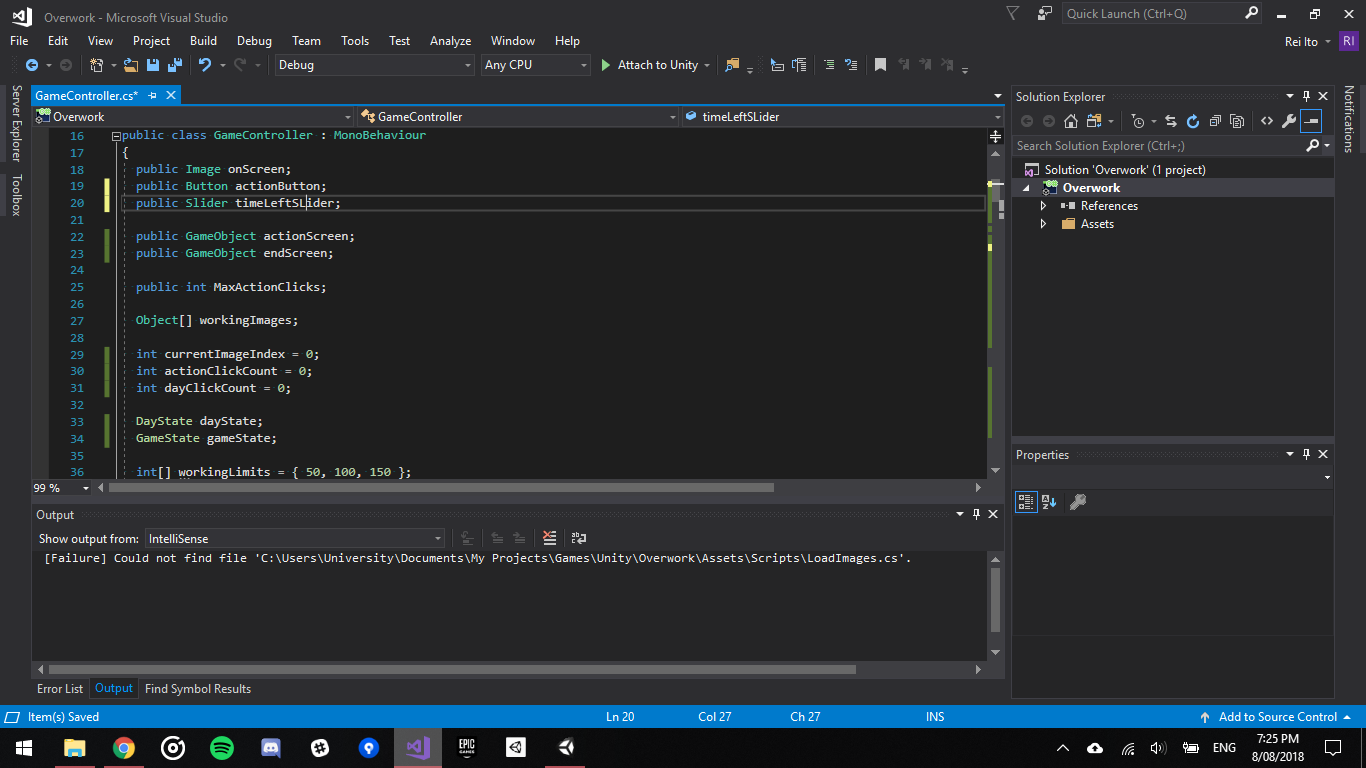 Overwork - Microsoft Visual Studio
Quick Launch (Ctrl+Q)
File Edit View Project Build Debug Team Tools Test Analyze Window Help
Rei Ito RI
Debug Any CPU Attach to Unity
Server Explorer
Toolbox
GameController.cs*
Overwork GameController timeLeftSLider
16 public class GameController : MonoBehaviour
17 {
18 public Image onScreen;
19 public Button actionButton;
20 public Slider timeLeftSLider;
21
22 public GameObject actionScreen;
23 public GameObject endScreen;
24
25 public int MaxActionClicks;
26
27 Object[] workingImages;
28
29 int currentImageIndex = 0;
30 int actionClickCount = 0;
31 int dayClickCount = 0;
32
33 DayState dayState;
34 GameState gameState;
35
36 int[] workingLimits = { 50, 100, 150 };
99 %
Output
Show output from: IntelliSense
[Failure] Could not find file 'C:\Users\University\Documents\My Projects\Games\Unity\Overwork\Assets\Scripts\LoadImages.cs'.
Error List Output Find Symbol Results
Solution Explorer
Search Solution Explorer (Ctrl+;)
Solution 'Overwork' (1 project)
Overwork
References
Assets
Properties
Notifications
Item(s) Saved Ln 20 Col 27 Ch 27 INS Add to Source Control
EPIC
GAMES
ENG
7:25 PM
8/08/2018